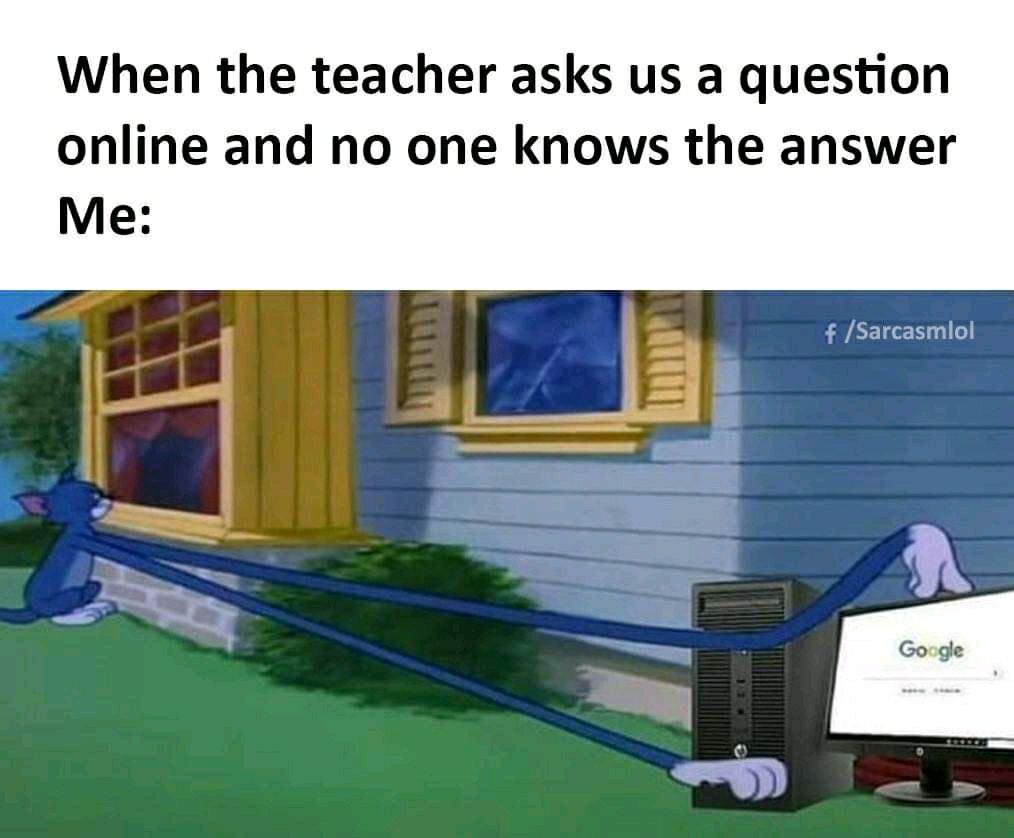 When the teacher asks us a question
online and no one knows the answer
Me:
f /Sarcasmlol
Google